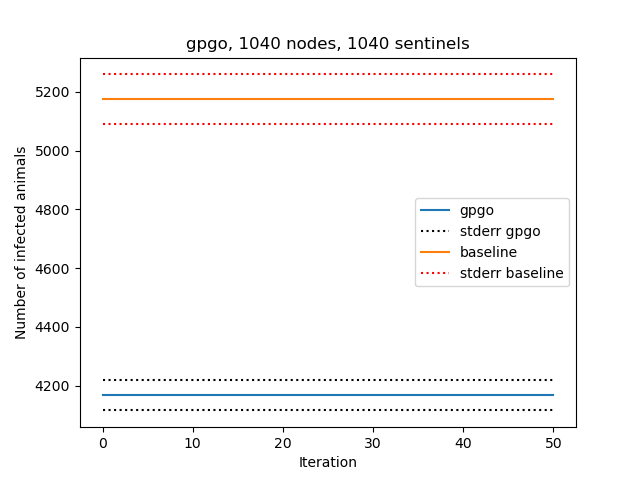 gpgo, 1040 nodes, 1040 sentinels
Number of infected animals
5200
5000
4800
4600
4400
4200
gpgo
stderr gpgo
baseline
stderr baseline
0 10 20 30 40 50
Iteration